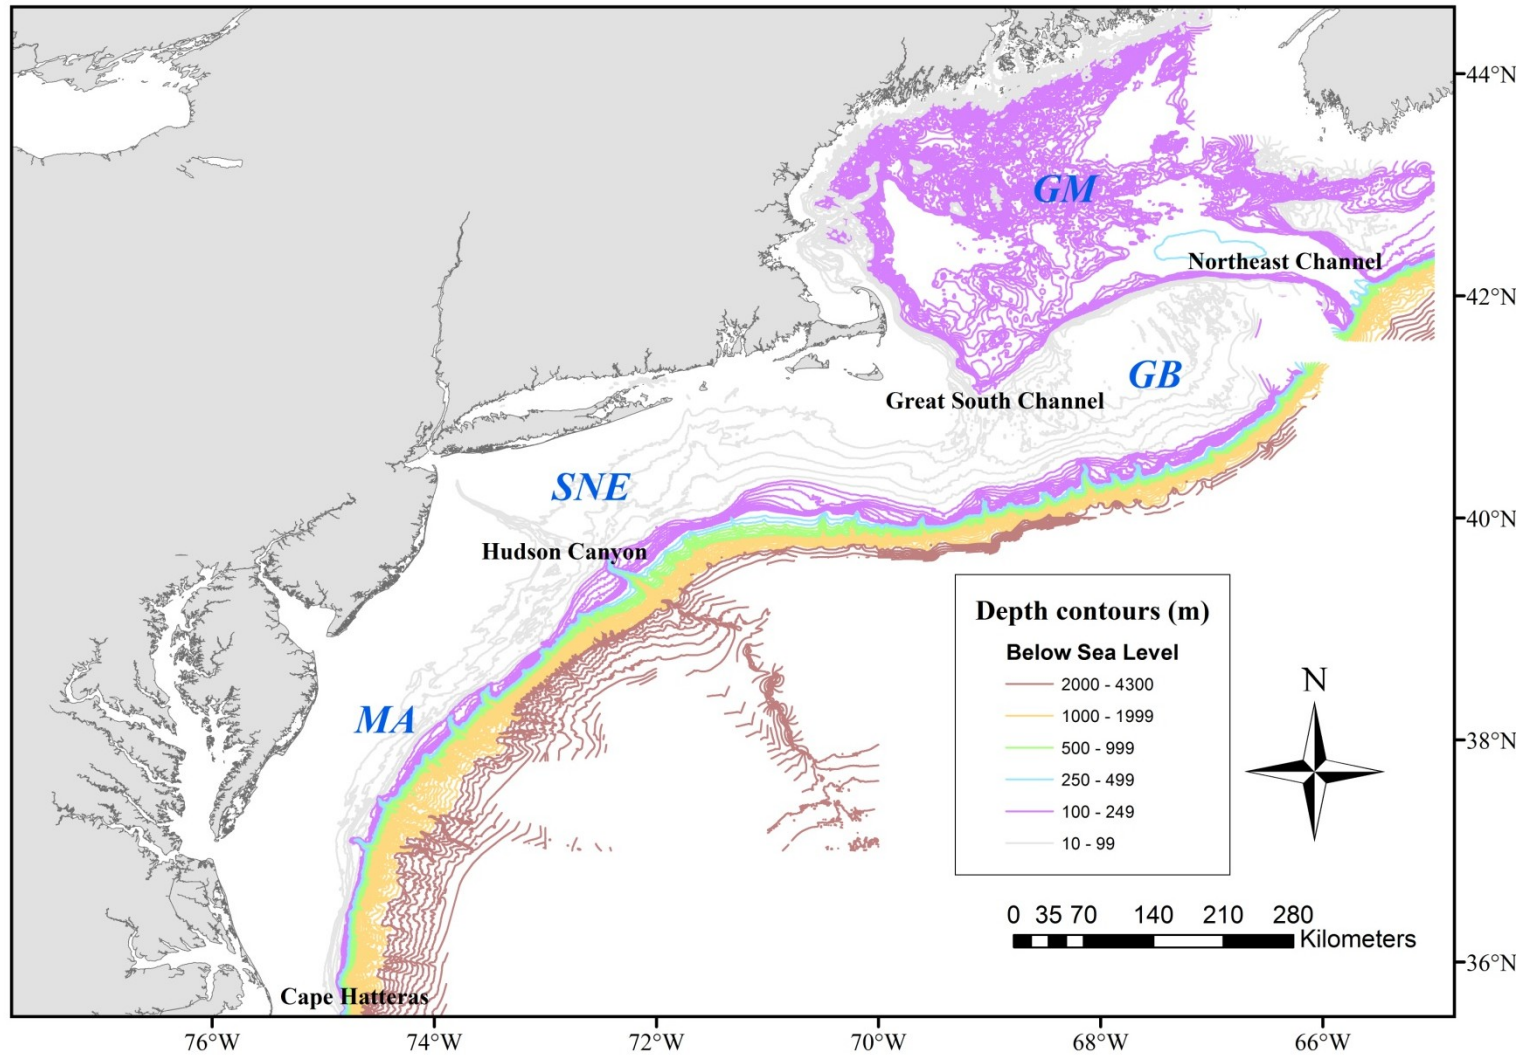 44°N
GM
Northeast Channel
42°N
GB
Great South Channel
SNE
40°N
Hudson Canyon
Depth contours (m)
Below Sea Level
2000 - 4300
1000 - 1999
500 - 999
250 - 499
100 - 249
10 - 99
N
MA
38°N
0 35 70 140 210 280
Kilometers
36°N
Cape Hatteras
76°W 74°W 72°W 70°W 68°W 66°W